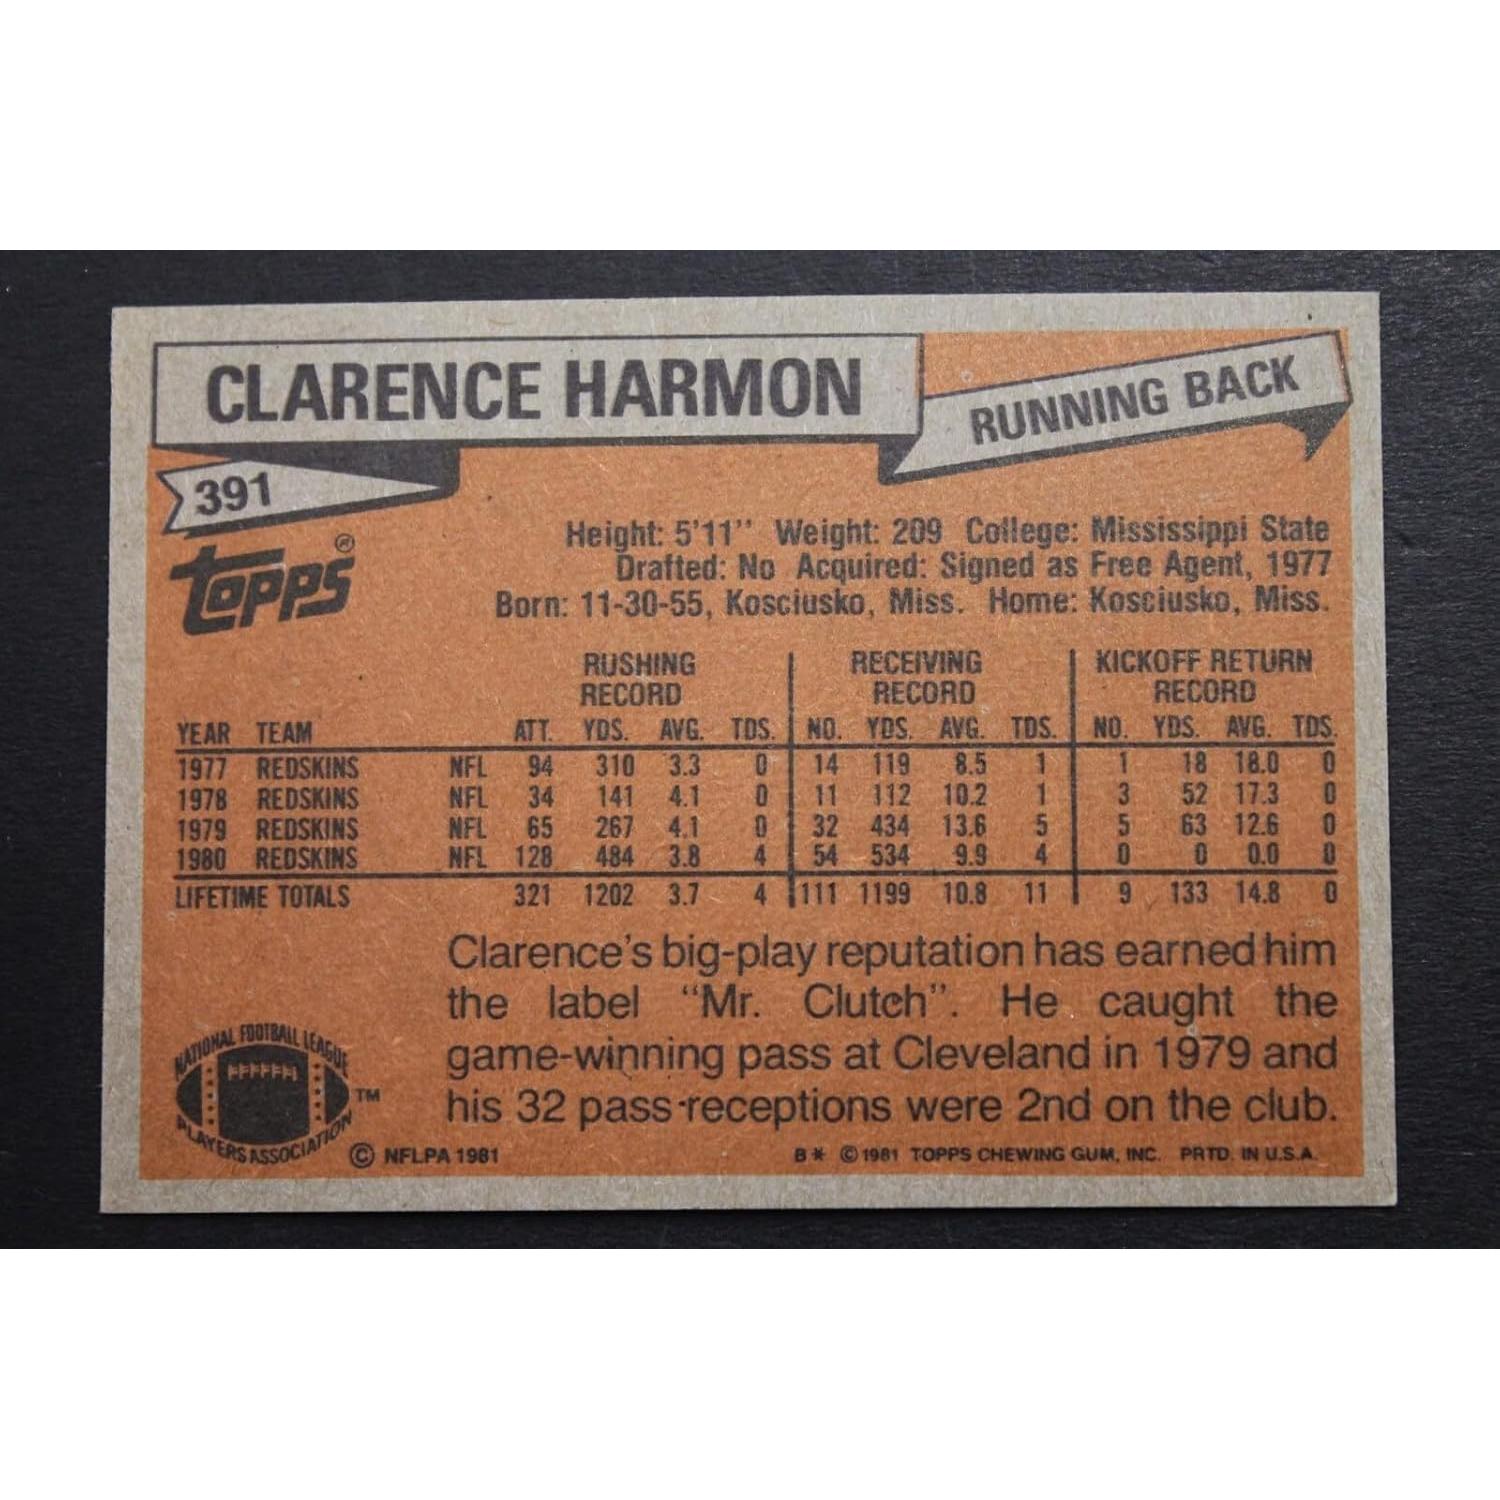 CLARENCE HARMON
RUNNING BACK
391
topps®
Height: 5'11" Weight: 209 College: Mississippi State
Drafted: No Acquired: Signed as Free Agent, 1977
Born: 11-30-55, Kosciusko, Miss. Home: Kosciusko, Miss.
RUSHING RECEIVING KICKOFF RETURN
RECORD RECORD RECORD
YEAR TEAM ATT. YDS. AVG. TDS. NO. YDS. AVG. TDS. NO. YDS. AVG. TDS.
1977 REDSKINS NFL 94 310 3.3 0 14 119 8.5 1 1 18 18.0 0
1978 REDSKINS NFL 34 141 4.1 0 11 112 10.2 1 3 52 17.3 0
1979 REDSKINS NFL 65 267 4.1 0 32 434 13.6 5 5 63 12.6 0
1980 REDSKINS NFL 128 484 3.8 4 54 534 9.9 4 0 0 0.0 0
LIFETIME TOTALS 321 1202 3.7 4 111 1199 10.8 11 9 133 14.8 0
Clarence's big-play reputation has earned him
the label "Mr. Clutch". He caught the
game-winning pass at Cleveland in 1979 and
his 32 pass-receptions were 2nd on the club.
NATIONAL FOOTBALL LEAGUE
PLAYERS ASSOCIATION
™
© NFLPA 1981
B* © 1981 TOPPS CHEWING GUM, INC. PRTD. IN U.S.A.